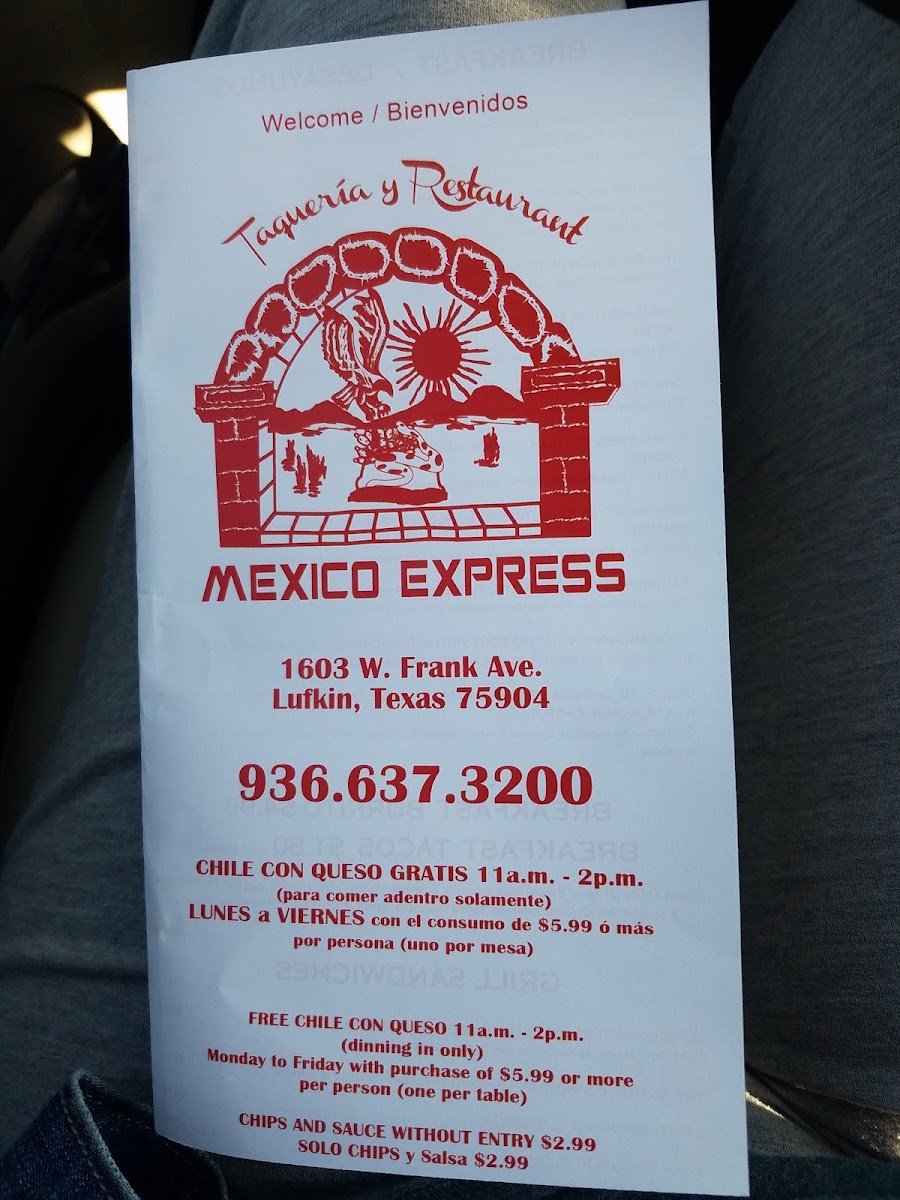 Welcome / Bienvenidos
Taquería y Restaurant
MEXICO EXPRESS
1603 W. Frank Ave.
Lufkin, Texas 75904
936.637.3200
CHILE CON QUESO GRATIS 11a.m. - 2p.m.
(para comer adentro solamente)
LUNES a VIERNES con el consumo de $5.99 ó más
por persona (uno por mesa)
FREE CHILE CON QUESO 11a.m. - 2p.m.
(dinning in only)
Monday to Friday with purchase of $5.99 or more
per person (one per table)
CHIPS AND SAUCE WITHOUT ENTRY $2.99
SOLO CHIPS y Salsa $2.99